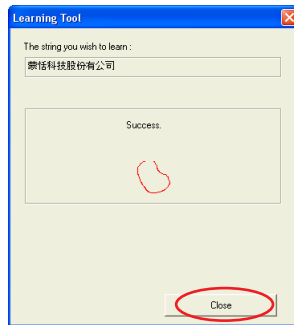 Learning Tool
The string you wish to learn :
蒙恬科技股份有公司
Success.
Close